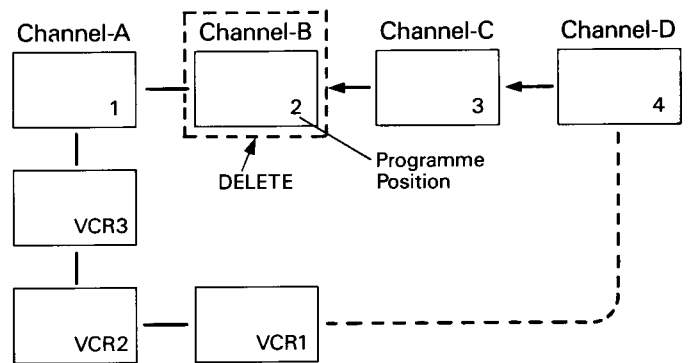 Channel-A Channel-B Channel-C Channel-D
1 2 3 4
DELETE
Programme
Position
VCR3
VCR2 VCR1